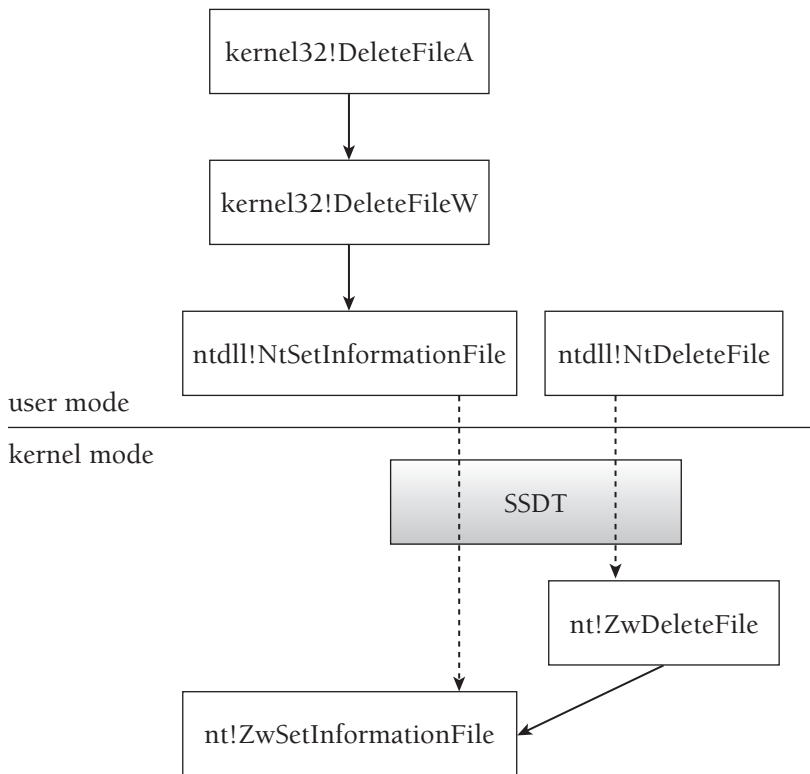 kernel32!DeleteFileA
kernel32!DeleteFileW
ntdll!NtSetInformationFile
ntdll!NtDeleteFile
user mode
kernel mode
SSDT
nt!ZwDeleteFile
nt!ZwSetInformationFile